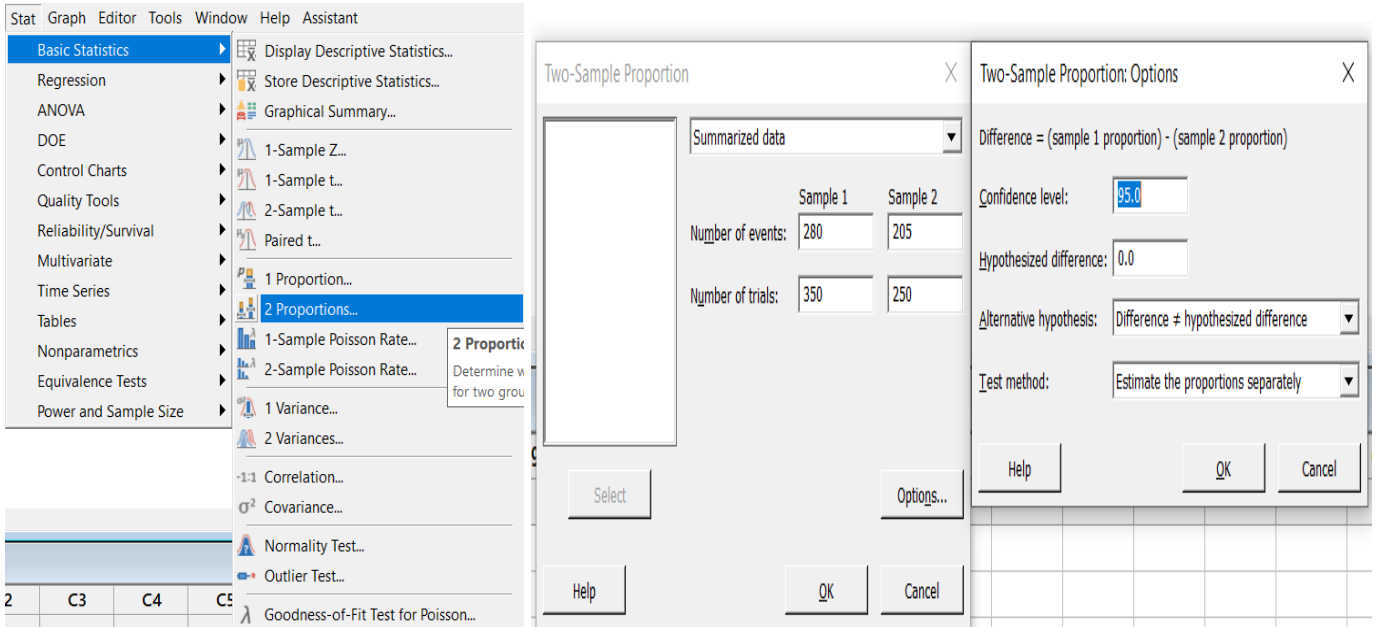 Stat Graph Editor Tools Window Help Assistant
Basic Statistics
Regression
ANOVA
DOE
Control Charts
Quality Tools
Reliability/Survival
Multivariate
Time Series
Tables
Nonparametrics
Equivalence Tests
Power and Sample Size
Display Descriptive Statistics...
Store Descriptive Statistics...
Graphical Summary...
1-Sample Z...
1-Sample t...
2-Sample t...
Paired t...
1 Proportion...
2 Proportions...
1-Sample Poisson Rate...
2-Sample Poisson Rate...
1 Variance...
2 Variances...
Correlation...
Covariance...
Normality Test...
Outlier Test...
Goodness-of-Fit Test for Poisson...
2 Proportic
Determine w
for two grou
2 C3 C4 C5
Two-Sample Proportion
Summarized data
Sample 1 Sample 2
Number of events: 280 205
Number of trials: 350 250
Select Options...
Help OK Cancel
Two-Sample Proportion: Options
Difference = (sample 1 proportion) - (sample 2 proportion)
Confidence level: 95.0
Hypothesized difference: 0.0
Alternative hypothesis: Difference ≠ hypothesized difference
Test method: Estimate the proportions separately
Help OK Cancel